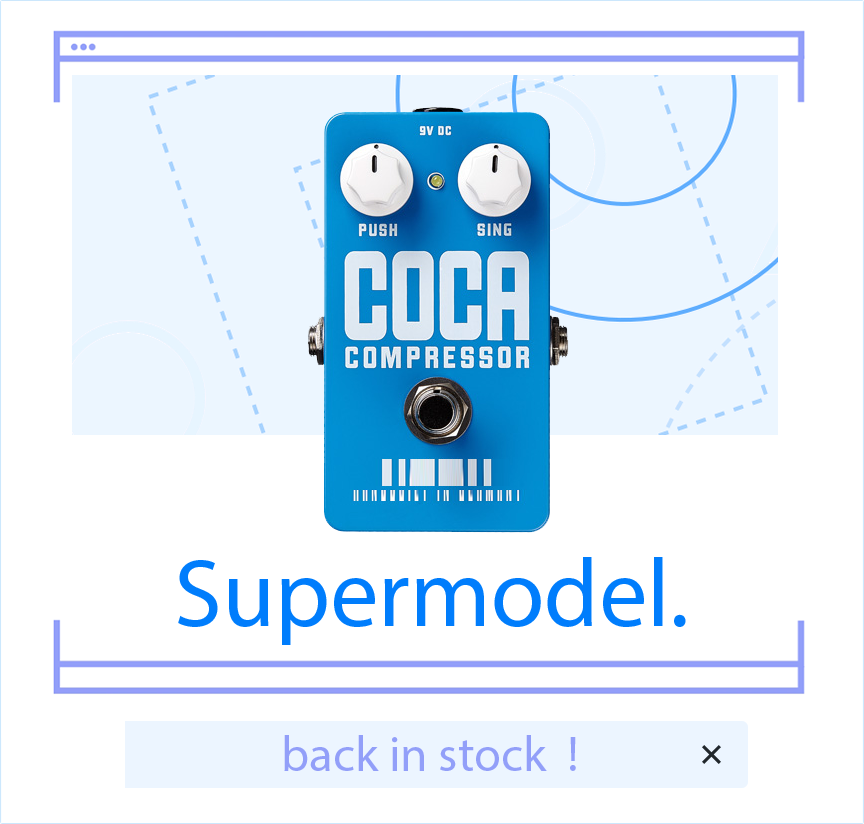 9V DC
PUSH SING
COCA
COMPRESSOR
Supermodel.
back in stock !